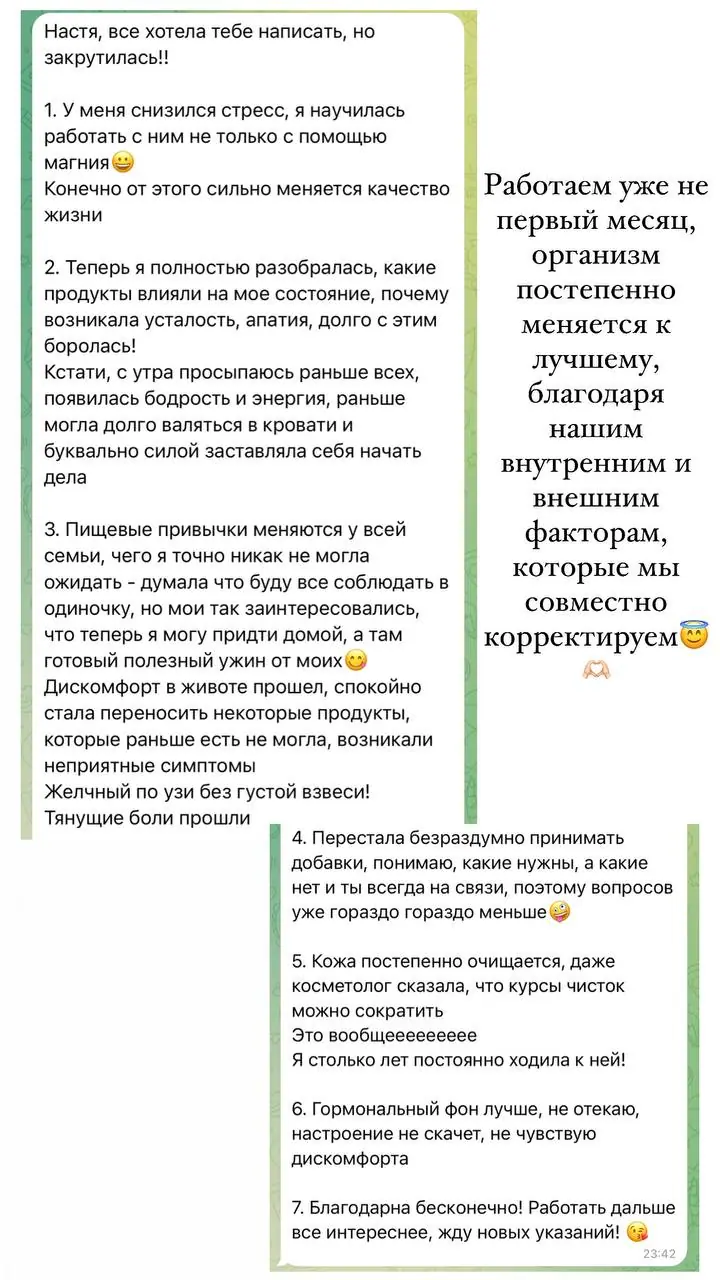 Настя, все хотела тебе написать, но
закрутилась!!
1. У меня снизился стресс, я научилась
работать с ним не только с помощью
магния😀
Конечно от этого сильно меняется качество
жизни
2. Теперь я полностью разобралась, какие
продукты влияли на мое состояние, почему
возникала усталость, апатия, долго с этим
боролась!
Кстати, с утра просыпаюсь раньше всех,
появилась бодрость и энергия, раньше
могла долго валяться в кровати и
буквально силой заставляла себя начать
дела
3. Пищевые привычки меняются у всей
семьи, чего я точно никак не могла
ожидать - думала что буду все соблюдать в
одиночку, но мои так заинтересовались,
что теперь я могу придти домой, а там
готовый полезный ужин от моих😋
Дискомфорт в животе прошел, спокойно
стала переносить некоторые продукты,
которые раньше есть не могла, возникали
неприятные симптомы
Желчный по узи без густой взвеси!
Тянущие боли прошли
Работаем уже не
первый месяц,
организм
постепенно
меняется к
лучшему,
благодаря
нашим
внутренним и
внешним
факторам,
которые мы
совместно
корректируем😇
🫶🏻
4. Перестала безраздумно принимать
добавки, понимаю, какие нужны, а какие
нет и ты всегда на связи, поэтому вопросов
уже гораздо гораздо меньше🤪
5. Кожа постепенно очищается, даже
косметолог сказала, что курсы чисток
можно сократить
Это вообщеееееееее
Я столько лет постоянно ходила к ней!
6. Гормональный фон лучше, не отекаю,
настроение не скачет, не чувствую
дискомфорта
7. Благодарна бесконечно! Работать дальше
все интереснее, жду новых указаний! 😘
23:42